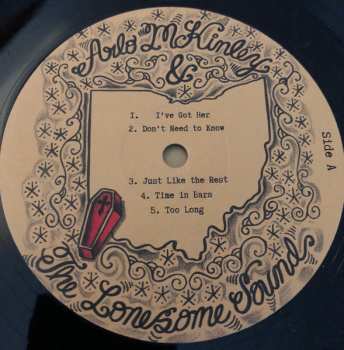 Arlo McKinley
&
1. I've Got Her
2. Don't Need to Know
3. Just Like the Rest
4. Time in Bars
5. Too Long
Side A
The Lonesome Sound